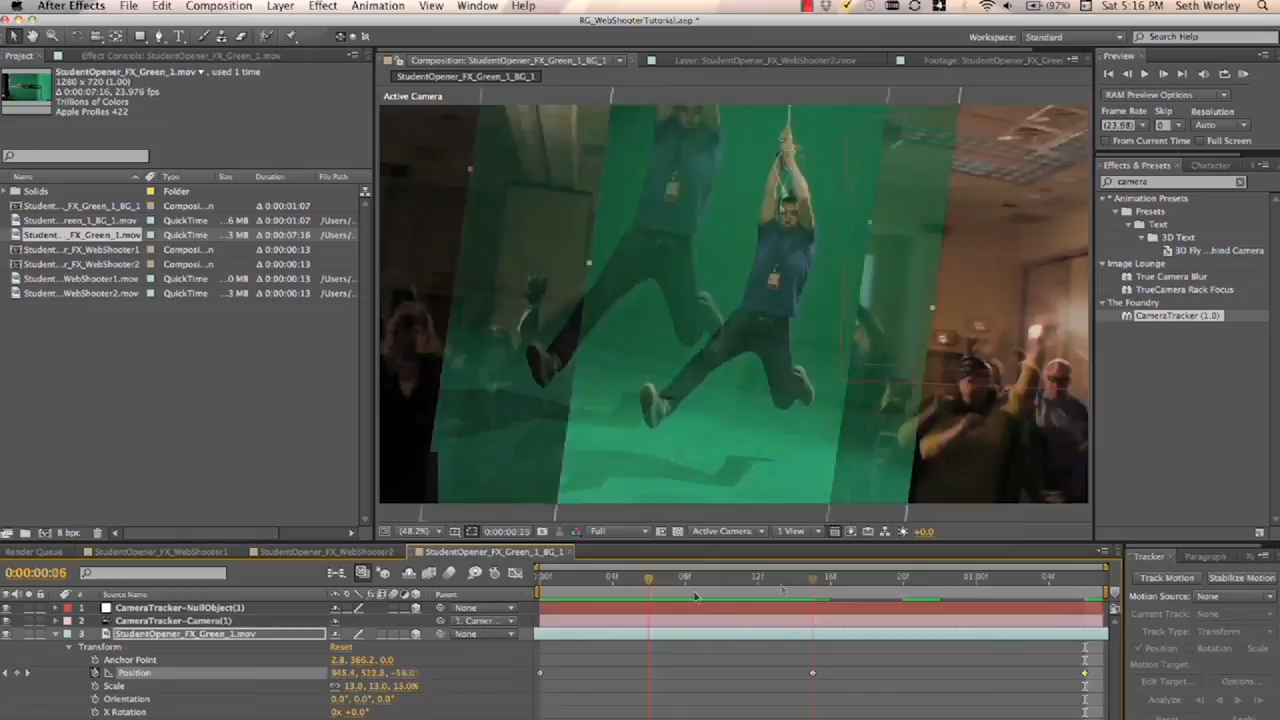 After Effects File Edit Composition Layer Effect Animation View Window Help (97%) Sat 5:16 PM Seth Worley
RG_WebShooterTutorial.aep *
Workspace: Standard Search Help
Project Effect Controls: StudentOpener_FX_Green_1.mov
StudentOpener_FX_Green_1.mov ▼, used 1 time
1280 x 720 (1.00)
Δ 0:00:07:16, 23.976 fps
Trillions of Colors
Apple ProRes 422
Name Type Size Duration File Path
Solids Folder
Student..._FX_Green_1_BG_1 Composi...n Δ 0:00:01:07
Student...reen_1_BG_1.mov QuickTime ...6 MB Δ 0:00:01:07 /Users/.
Student..._FX_Green_1.mov QuickTime ...3 MB Δ 0:00:07:16 /Users/.
Student...r_FX_WebShooter1 Composi...n Δ 0:00:00:13
Student...r_FX_WebShooter2 Composi...n Δ 0:00:00:13
Student...WebShooter1.mov QuickTime ...0 MB Δ 0:00:00:13 /Users/.
Student...WebShooter2.mov QuickTime ...3 MB Δ 0:00:00:13 /Users/.
8 bpc
Composition: StudentOpener_FX_Green_1_BG_1 Layer: StudentOpener_FX_WebShooter2.mov Footage: StudentOpener_FX_Green
StudentOpener_FX_Green_1_BG_1
Active Camera
(48.2%) Full Active Camera 1 View +0.0
Preview
RAM Preview Options
Frame Rate Skip Resolution
(23.98) 0 Auto
From Current Time Full Screen
Effects & Presets Character
camera
* Animation Presets
Presets
Text
3D Text
3D Fly ...hind Camera
Image Lounge
True Camera Blur
TrueCamera Rack Focus
The Foundry
CameraTracker (1.0)
Render Queue StudentOpener_FX_WebShooter1 StudentOpener_FX_WebShooter2 StudentOpener_FX_Green_1_BG_1
0:00:00:06
:00f 04f 08f 12f 16f 20f 01:00f 04f
# Source Name Parent
1 CameraTracker-NullObject(1) None
2 CameraTracker-Camera(1) 1. Camer...
3 StudentOpener_FX_Green_1.mov None
Transform Reset
Anchor Point 2.8, 366.2, 0.0
Position
Scale 13.0, 13.0, 13.0%
Orientation 0.0°, 0.0°, 0.0°
X Rotation 0x +0.0°
Tracker Paragraph
Track Motion Stabilize Motion
Motion Source: None
Current Track: None
Track Type: Transform
Position Rotation Scale
Motion Target:
Edit Target... Options...
Analyze:
Reset Apply